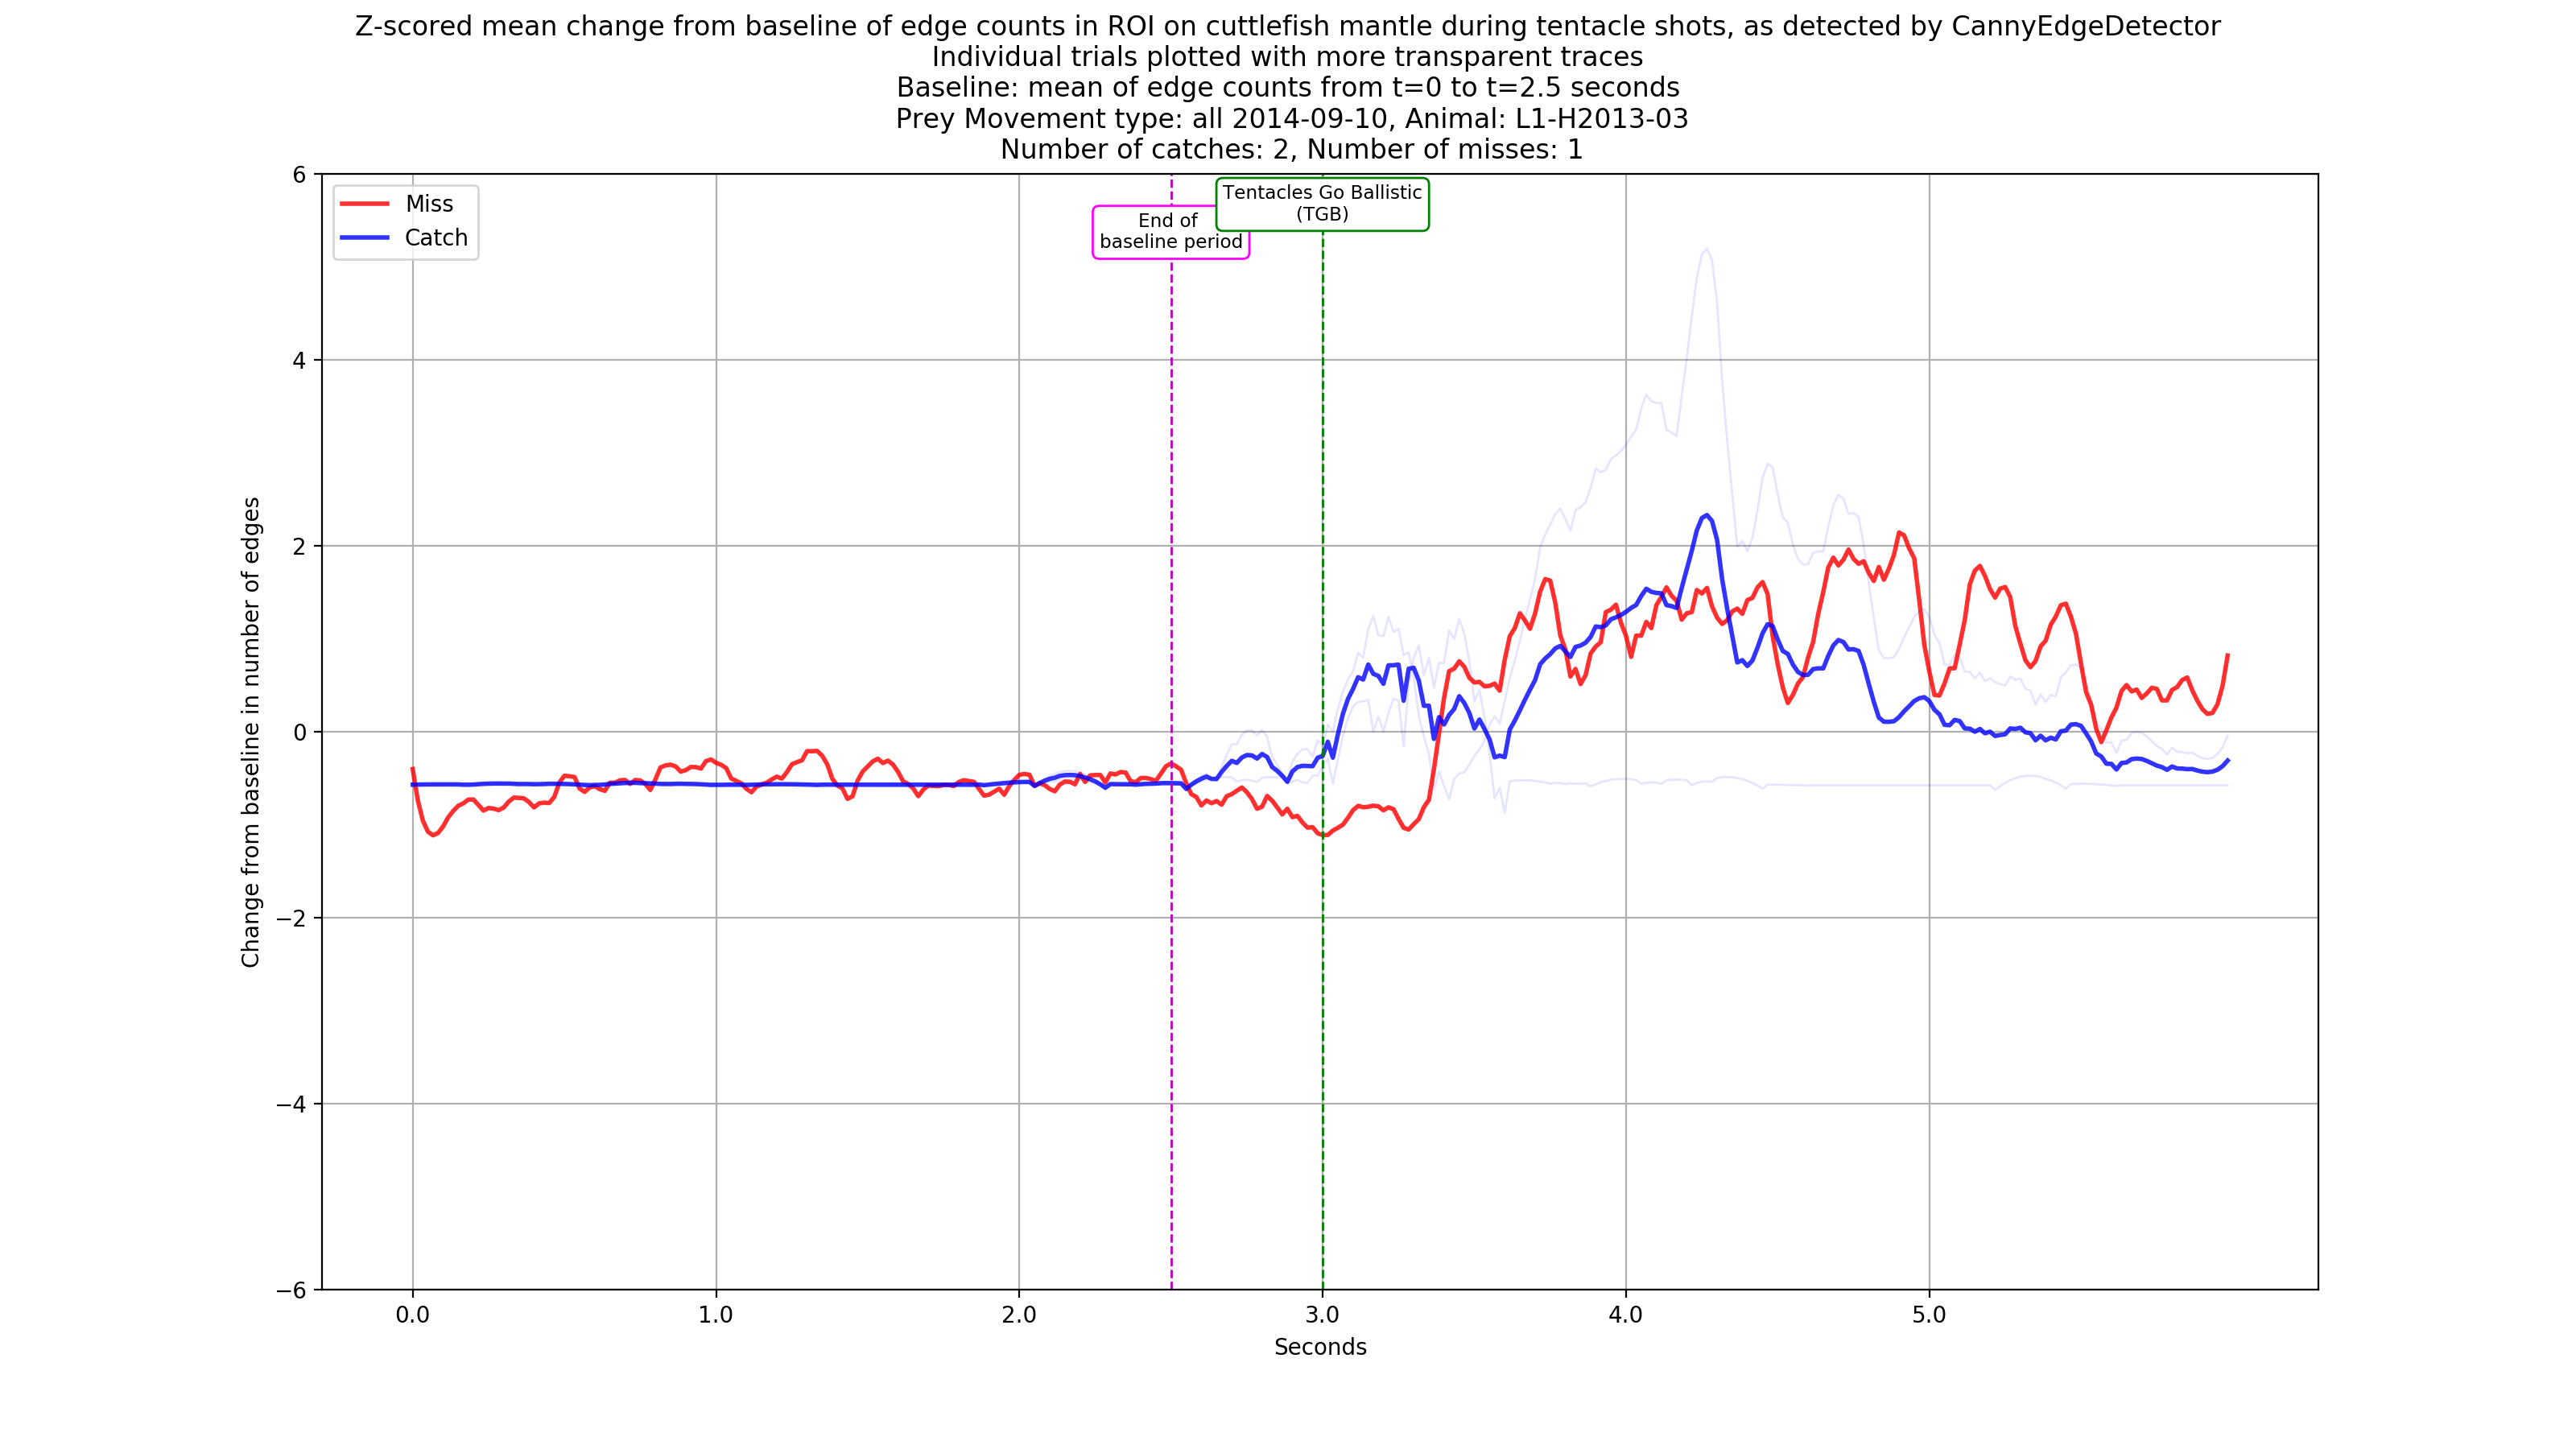 Z-scored mean change from baseline of edge counts in ROI on cuttlefish mantle during tentacle shots, as detected by CannyEdgeDetector
Individual trials plotted with more transparent traces
Baseline: mean of edge counts from t=0 to t=2.5 seconds
Prey Movement type: all 2014-09-10, Animal: L1-H2013-03
Number of catches: 2, Number of misses: 1
Miss
Catch
End of
baseline period
Tentacles Go Ballistic
(TGB)
Change from baseline in number of edges
6
4
2
0
−2
−4
−6
0.0
1.0
2.0
3.0
4.0
5.0
Seconds